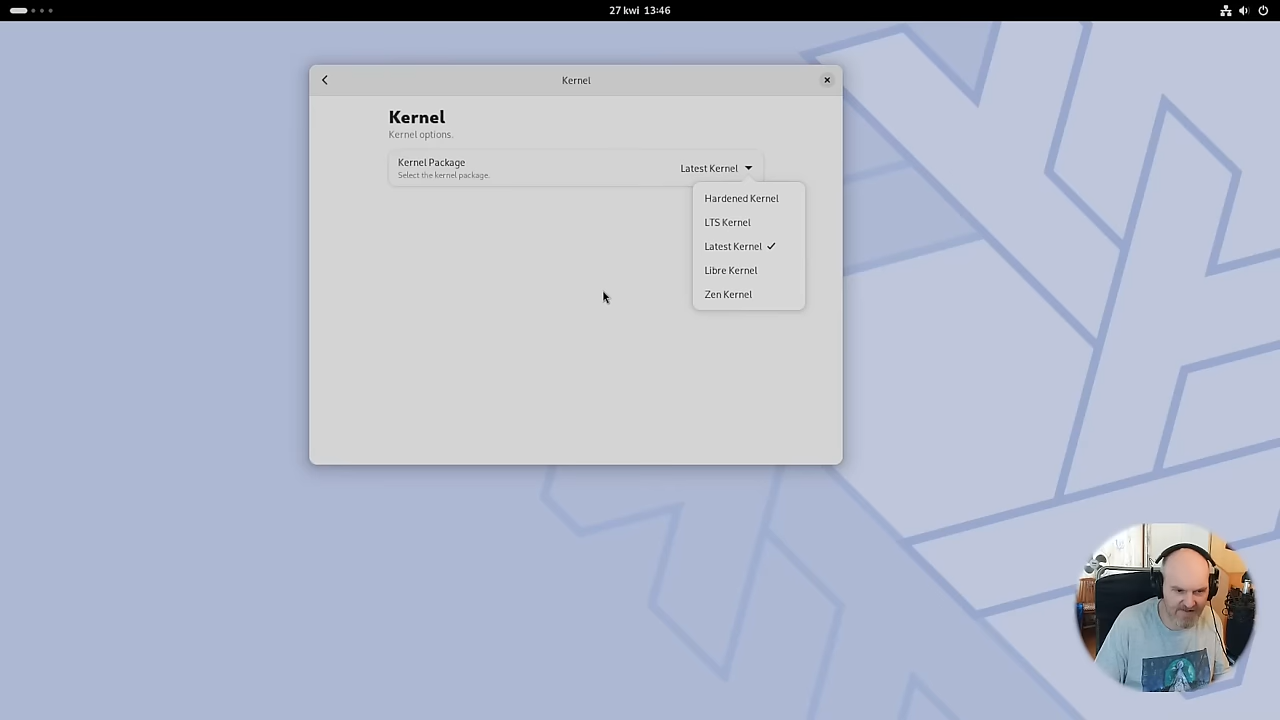 27 kwi 13:46
Kernel
Kernel
Kernel options.
Kernel Package
Select the kernel package.
Latest Kernel
Hardened Kernel
LTS Kernel
Latest Kernel
Libre Kernel
Zen Kernel